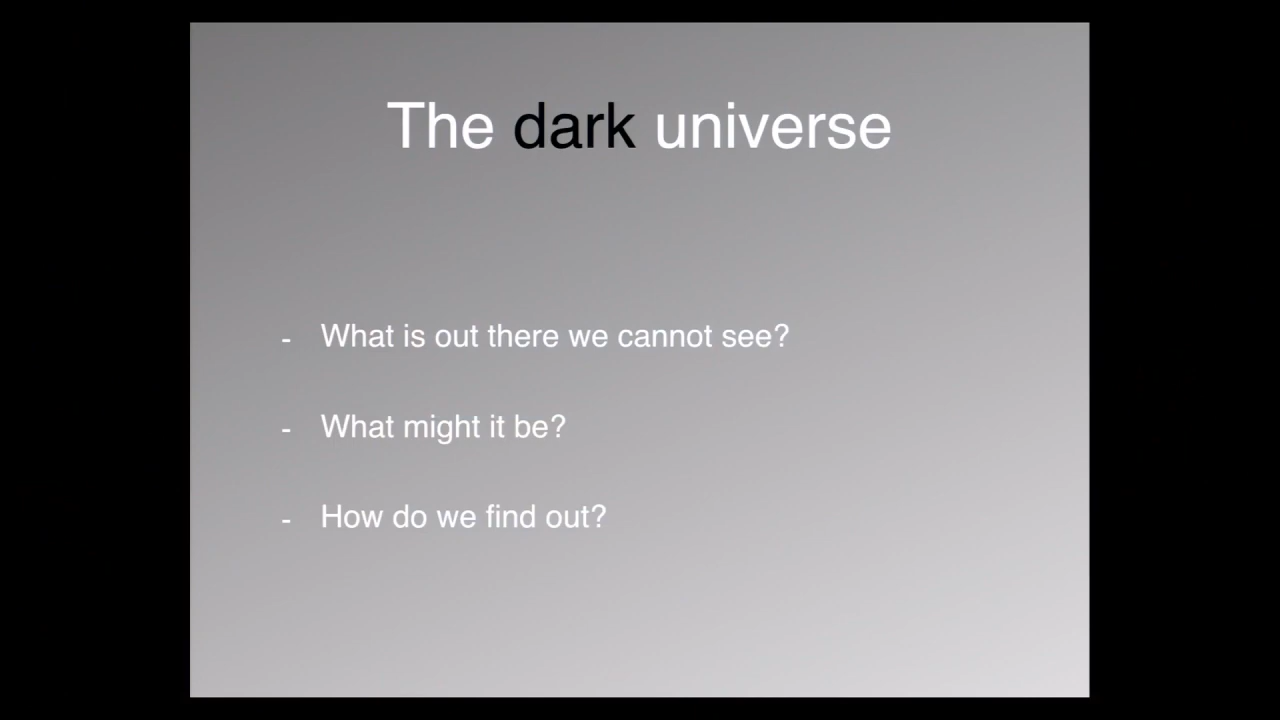 The dark universe
- What is out there we cannot see?
- What might it be?
- How do we find out?